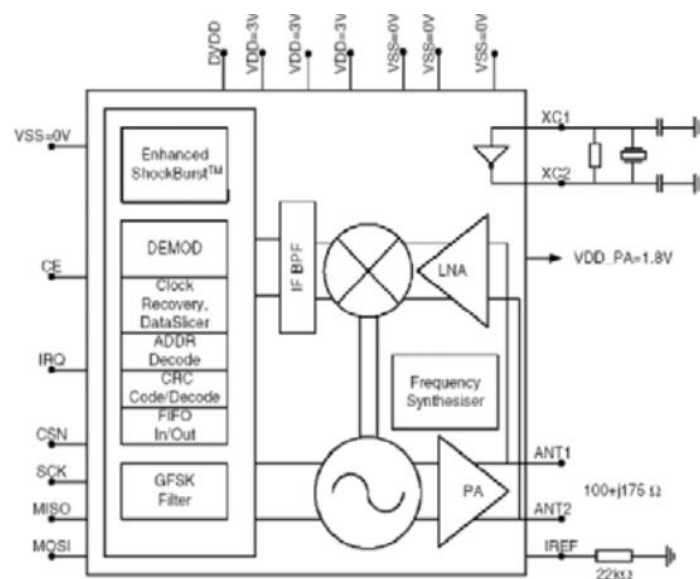 DVDD
VDD=3V
VDD=3V
VDD=3V
VSS=0V
VSS=0V
VSS=0V
VSS=0V
XC1
XC2
Enhanced
ShockBurst™
DEMOD
Clock
Recovery,
DataSlicer
ADDR
Decode
CRC
Code/Decode
FIFO
In/Out
GFSK
Filter
IF BPF
LNA
VDD_PA=1.8V
CE
IRQ
CSN
SCK
MISO
MOSI
Frequency
Synthesiser
PA
ANT1
ANT2
100+j175 Ω
IREF
22kΩ